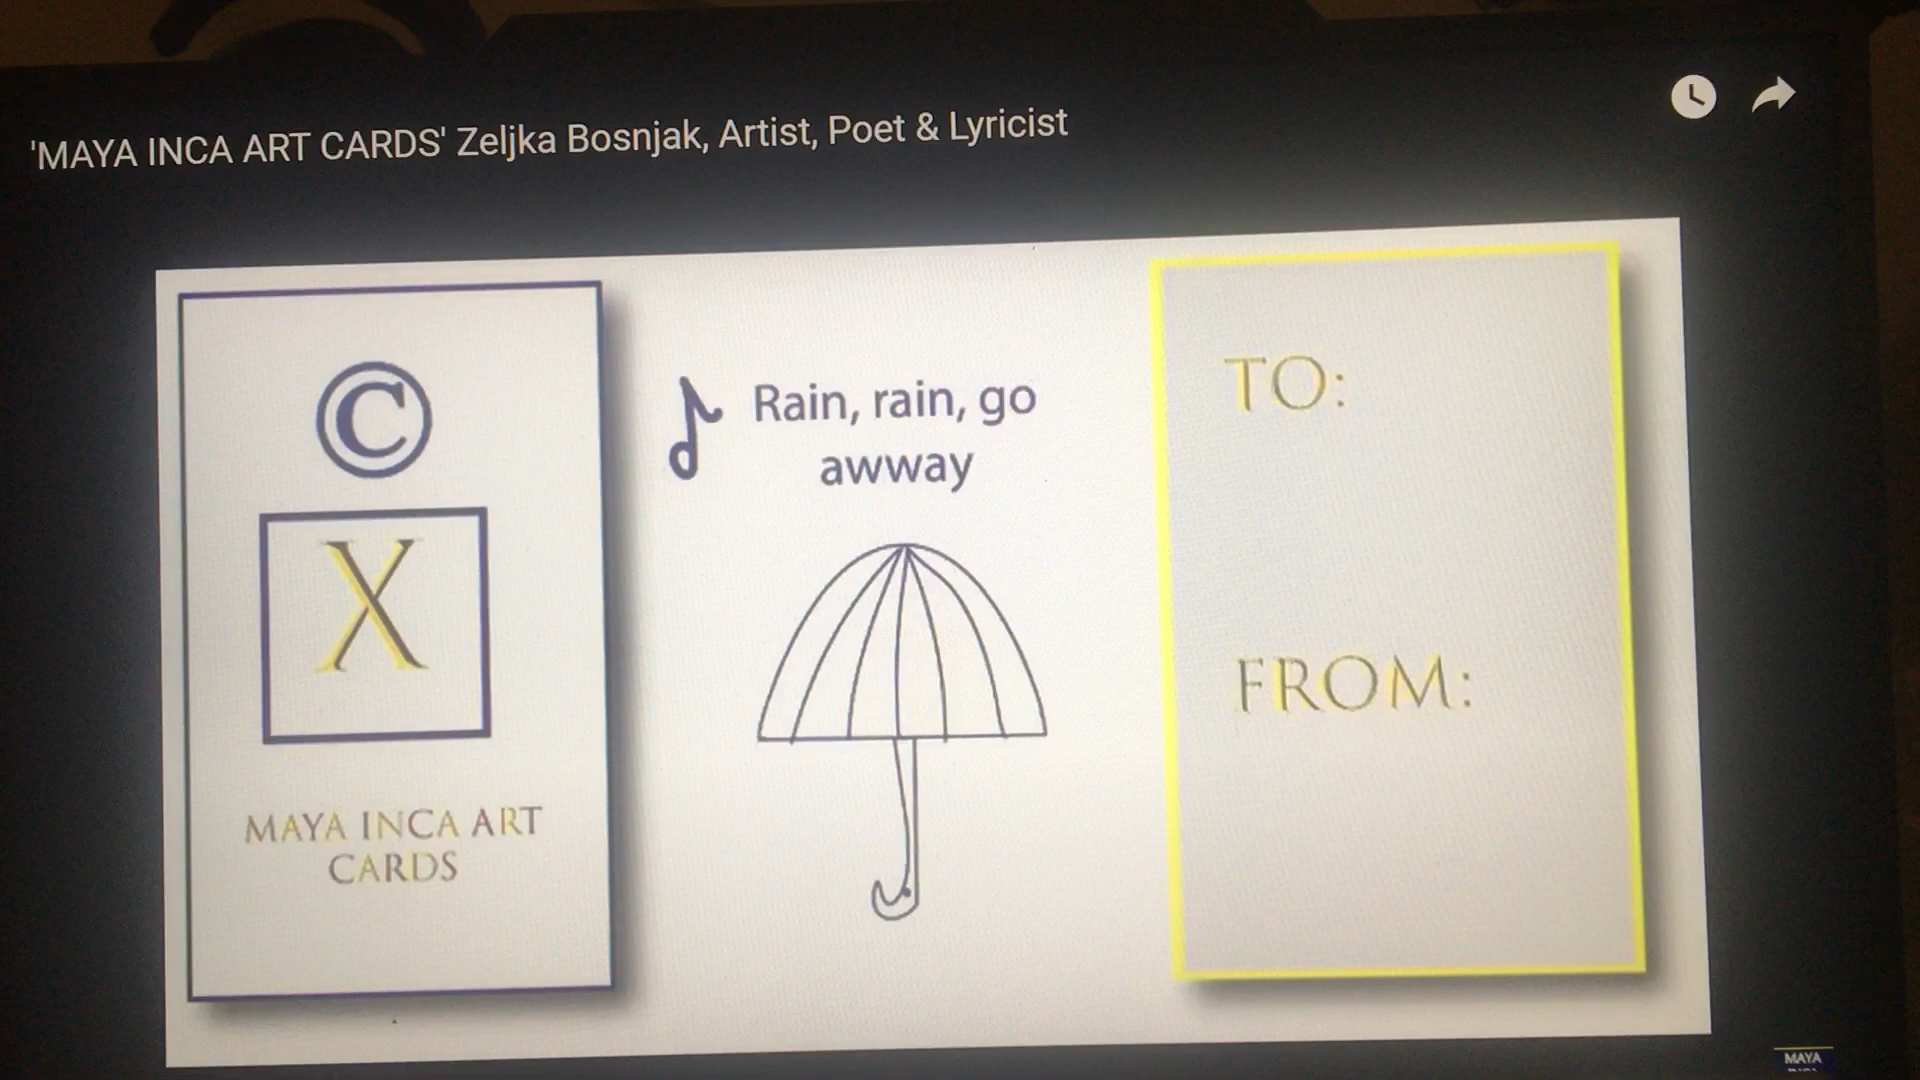 'MAYA INCA ART CARDS' Zeljka Bosnjak, Artist, Poet & Lyricist
©
X
MAYA INCA ART
CARDS
Rain, rain, go
awway
TO:
FROM:
MAYA